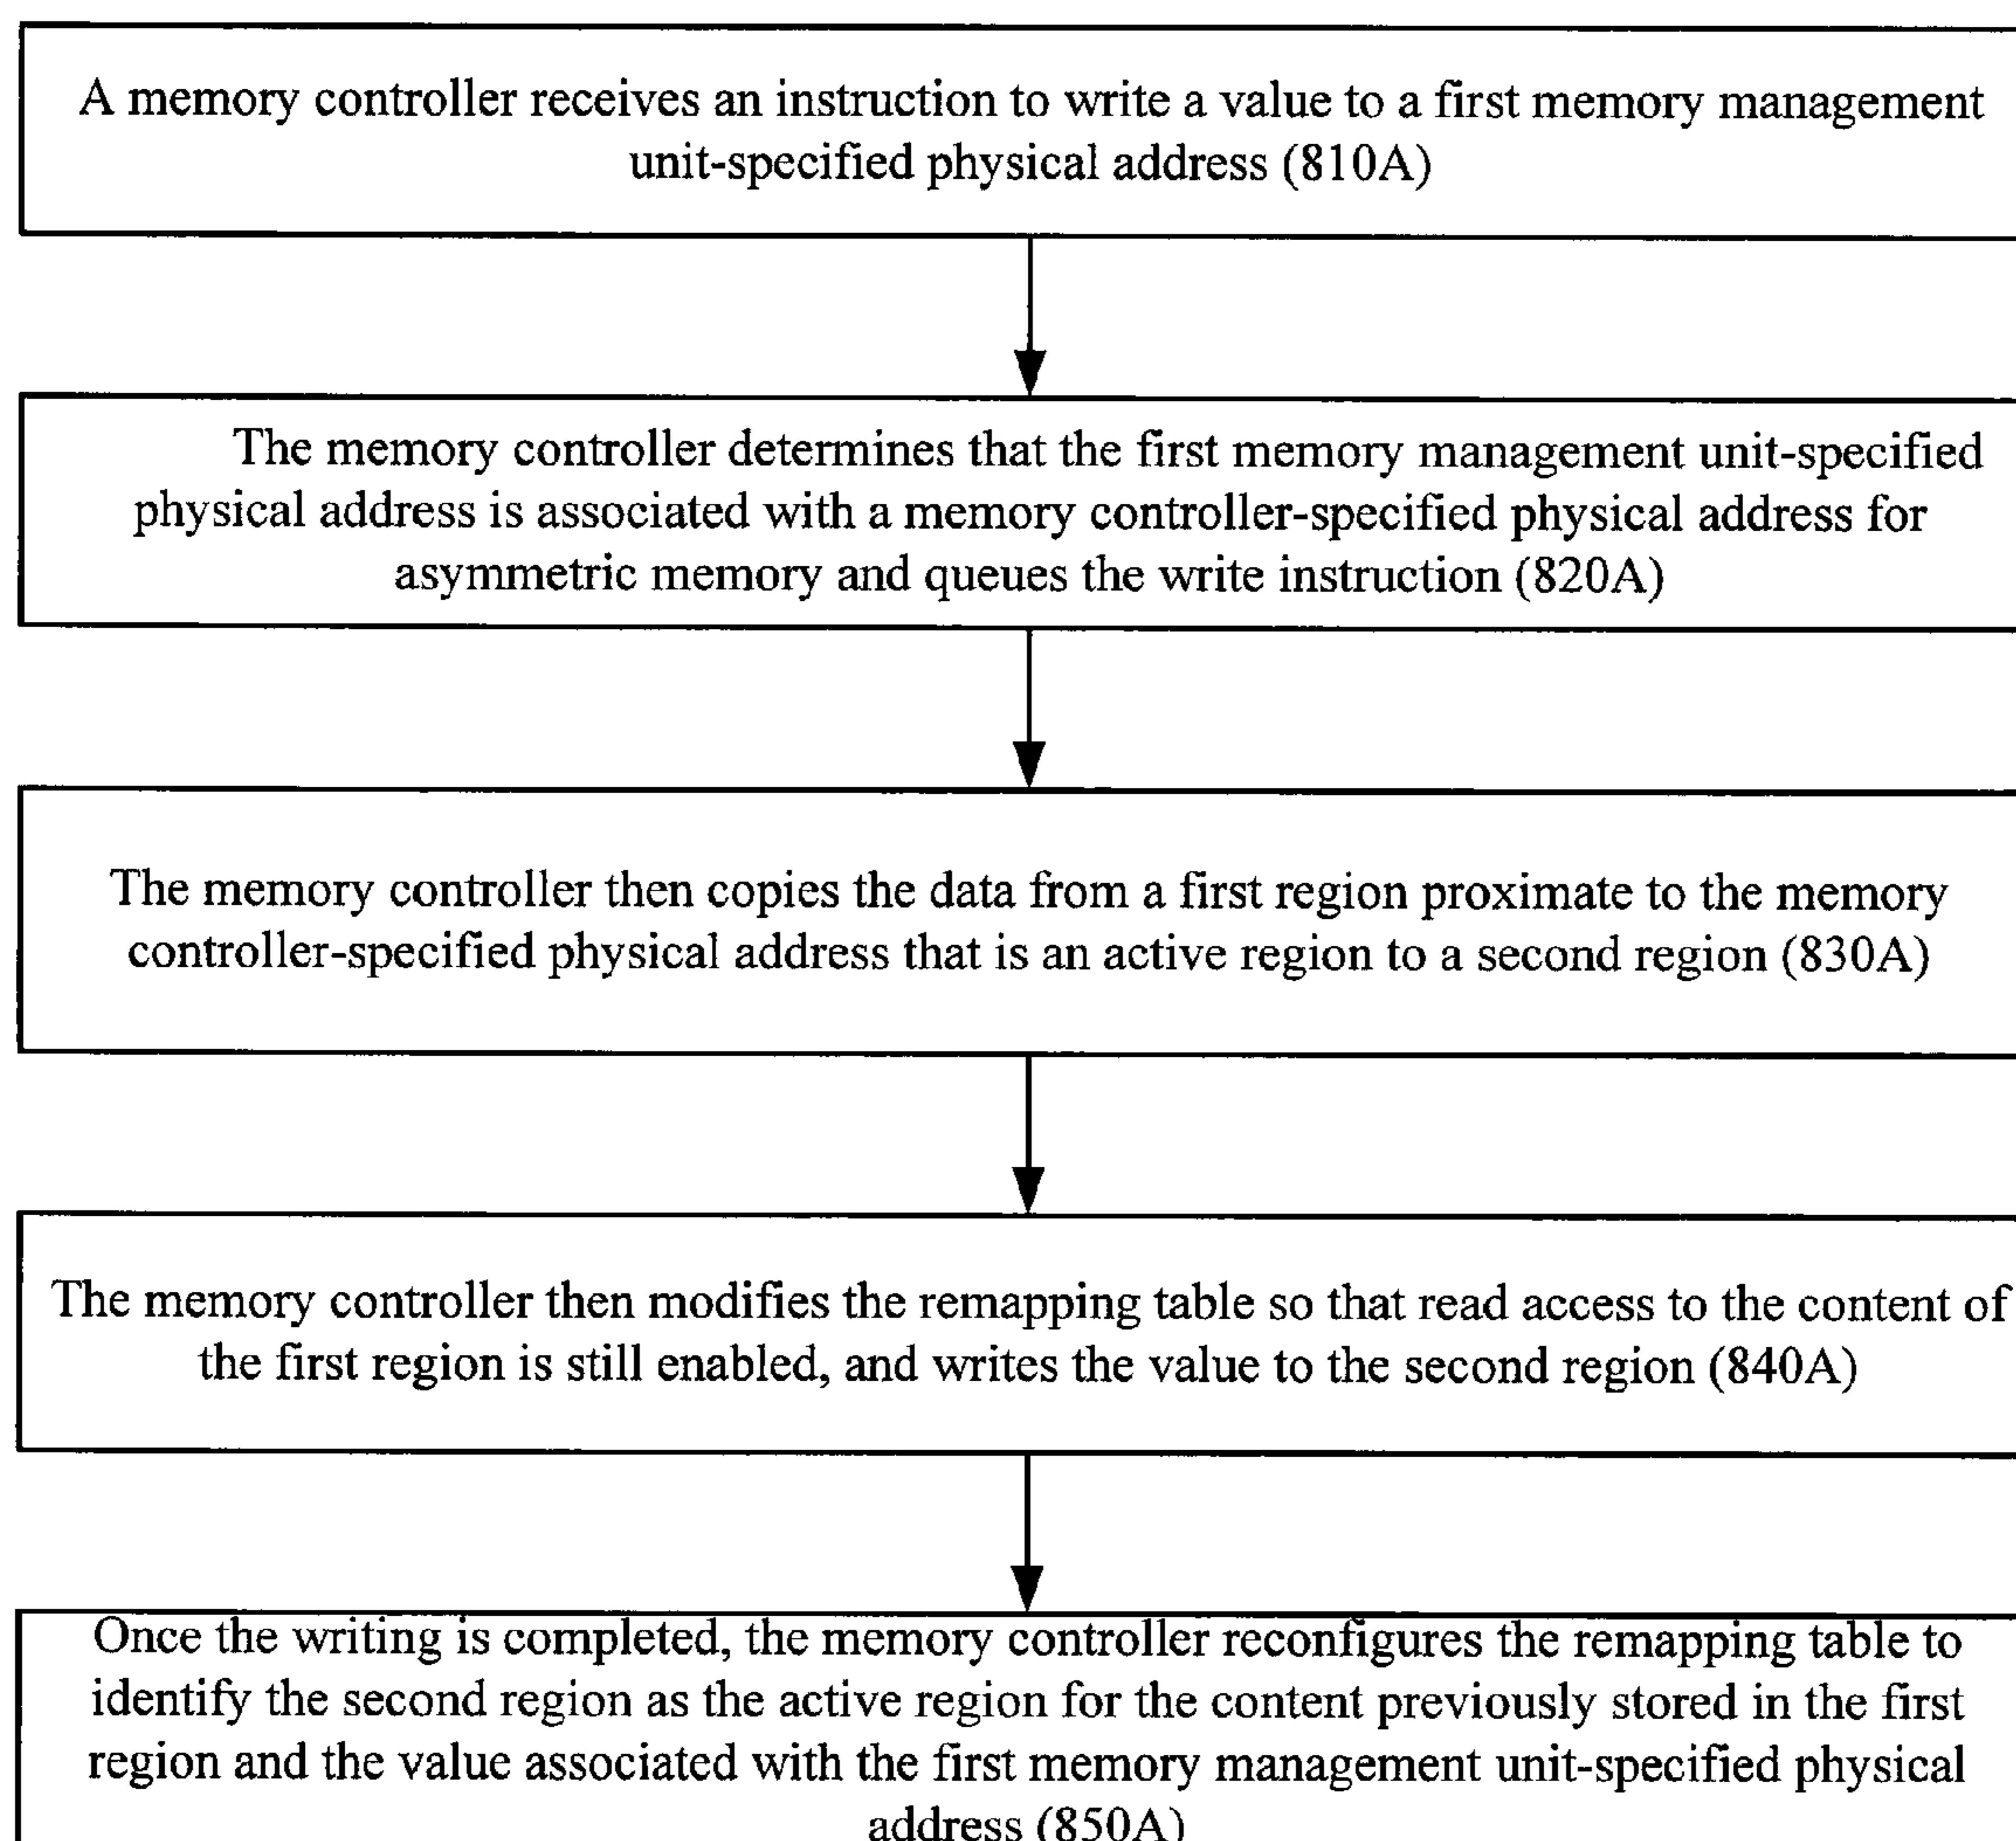 A memory controller receives an instruction to write a value to a first memory management
unit-specified physical address (810A)
The memory controller determines that the first memory management unit-specified
physical address is associated with a memory controller-specified physical address for
asymmetric memory and queues the write instruction (820A)
The memory controller then copies the data from a first region proximate to the memory
controller-specified physical address that is an active region to a second region (830A)
The memory controller then modifies the remapping table so that read access to the content of
the first region is still enabled, and writes the value to the second region (840A)
Once the writing is completed, the memory controller reconfigures the remapping table to
identify the second region as the active region for the content previously stored in the first
region and the value associated with the first memory management unit-specified physical
address (850A)